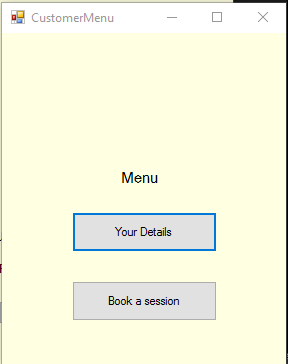 CustomerMenu
Menu
Your Details
Book a session